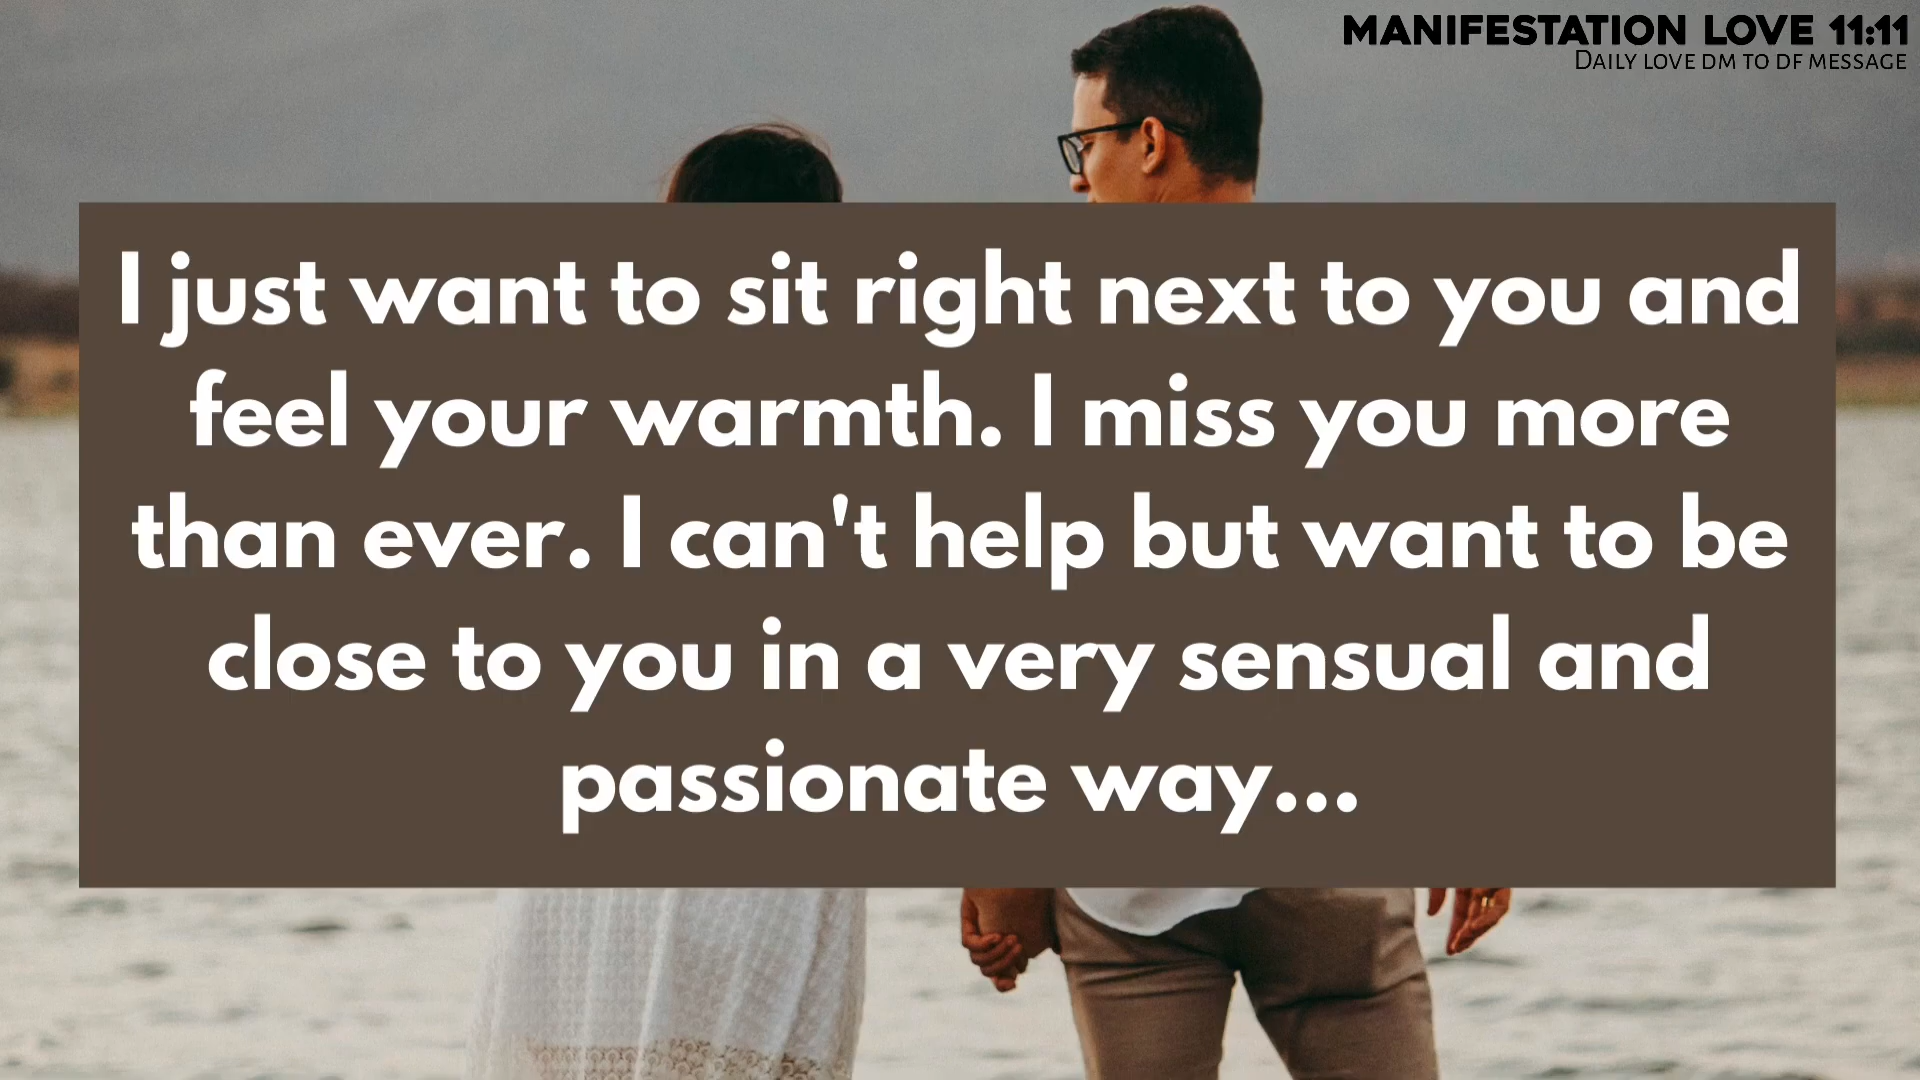 MANIFESTATION LOVE 11:11
DAILY LOVE DM TO DF MESSAGE
I just want to sit right next to you and
feel your warmth. I miss you more
than ever. I can't help but want to be
close to you in a very sensual and
passionate way...